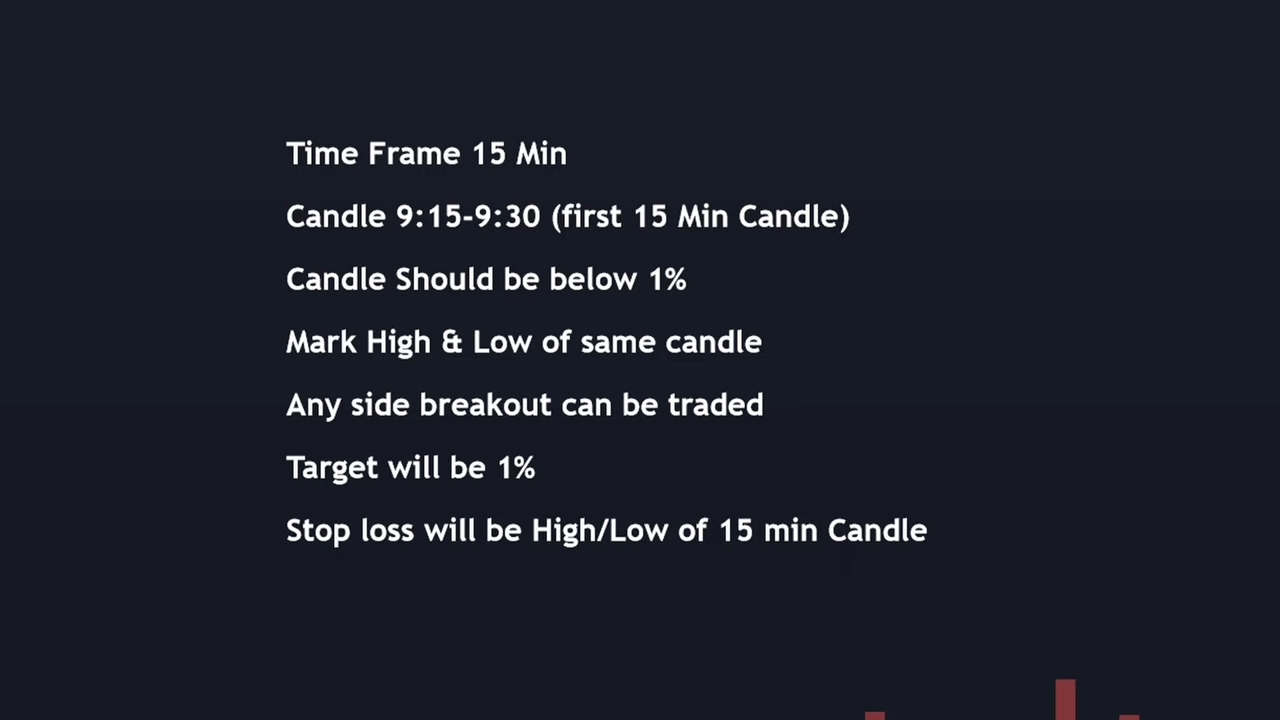 Time Frame 15 Min
Candle 9:15-9:30 (first 15 Min Candle)
Candle Should be below 1%
Mark High & Low of same candle
Any side breakout can be traded
Target will be 1%
Stop loss will be High/Low of 15 min Candle